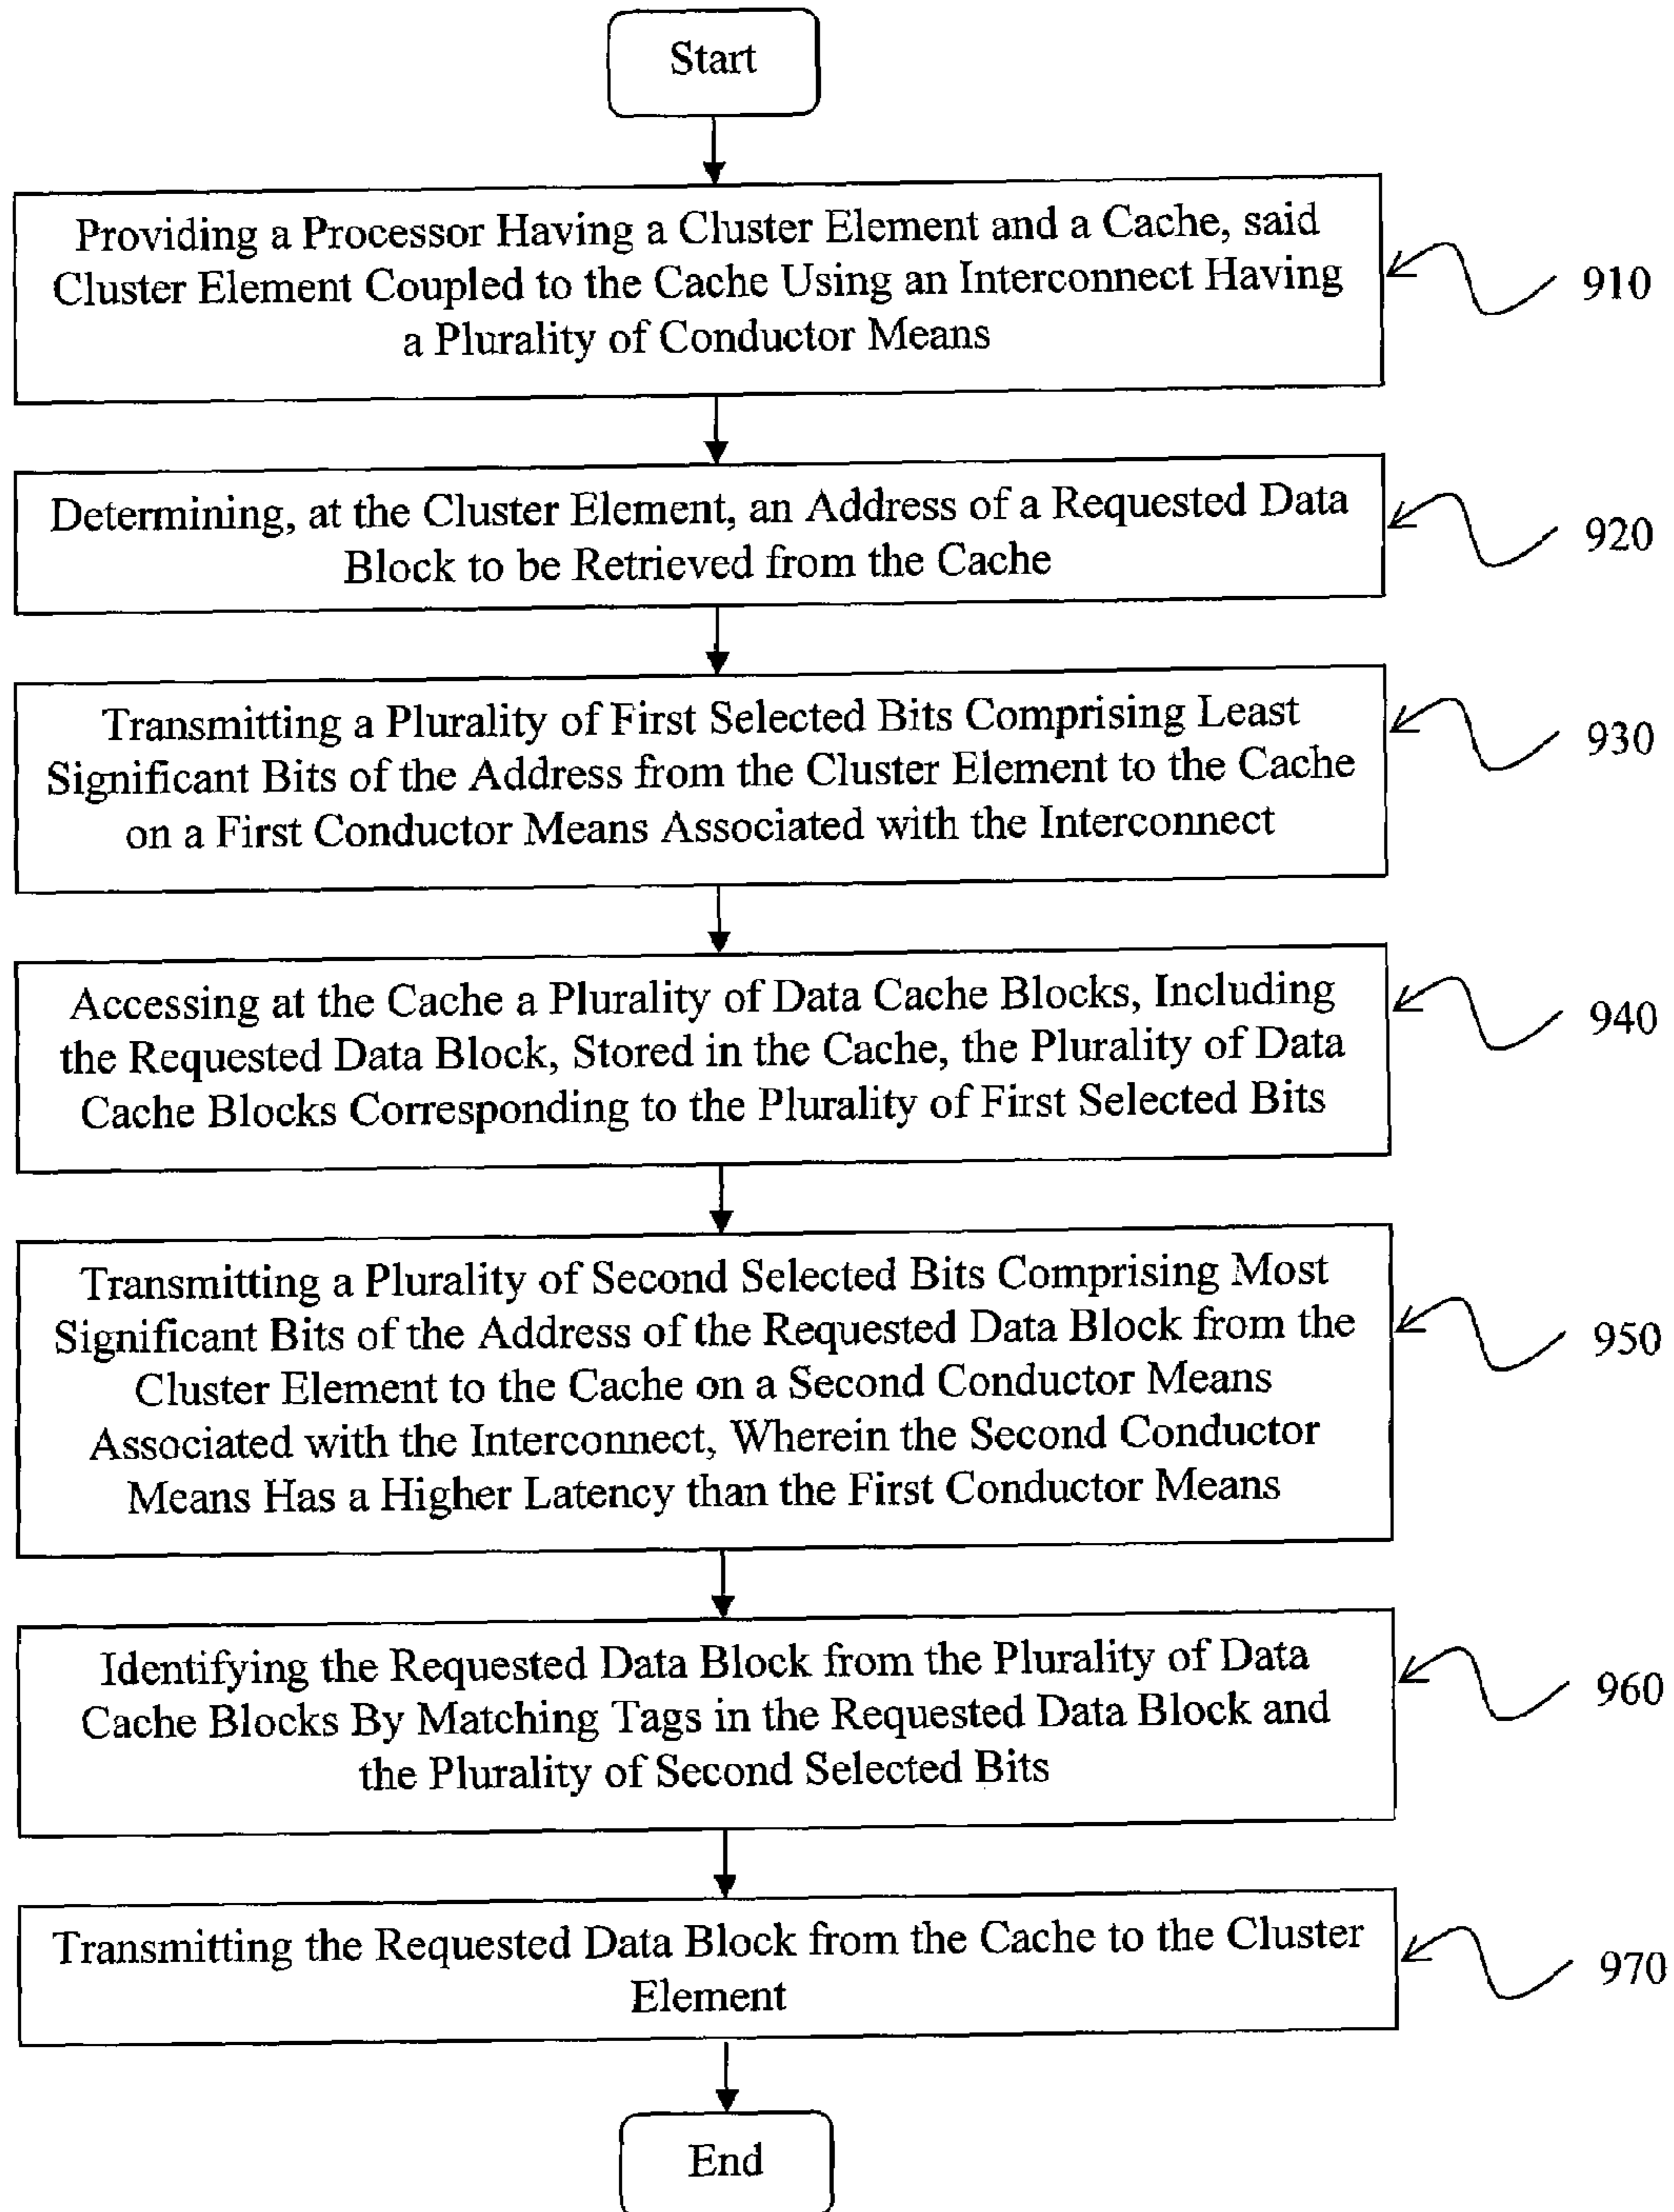 Start
Providing a Processor Having a Cluster Element and a Cache, said
Cluster Element Coupled to the Cache Using an Interconnect Having
a Plurality of Conductor Means
910
Determining, at the Cluster Element, an Address of a Requested Data
Block to be Retrieved from the Cache
920
Transmitting a Plurality of First Selected Bits Comprising Least
Significant Bits of the Address from the Cluster Element to the Cache
on a First Conductor Means Associated with the Interconnect
930
Accessing at the Cache a Plurality of Data Cache Blocks, Including
the Requested Data Block, Stored in the Cache, the Plurality of Data
Cache Blocks Corresponding to the Plurality of First Selected Bits
940
Transmitting a Plurality of Second Selected Bits Comprising Most
Significant Bits of the Address of the Requested Data Block from the
Cluster Element to the Cache on a Second Conductor Means
Associated with the Interconnect, Wherein the Second Conductor
Means Has a Higher Latency than the First Conductor Means
950
Identifying the Requested Data Block from the Plurality of Data
Cache Blocks By Matching Tags in the Requested Data Block and
the Plurality of Second Selected Bits
960
Transmitting the Requested Data Block from the Cache to the Cluster
Element
970
End